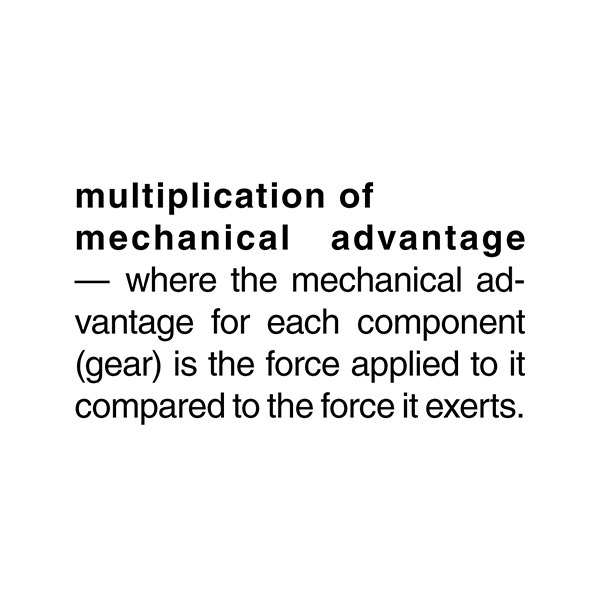 multiplication of
mechanical advantage
— where the mechanical ad-
vantage for each component
(gear) is the force applied to it
compared to the force it exerts.